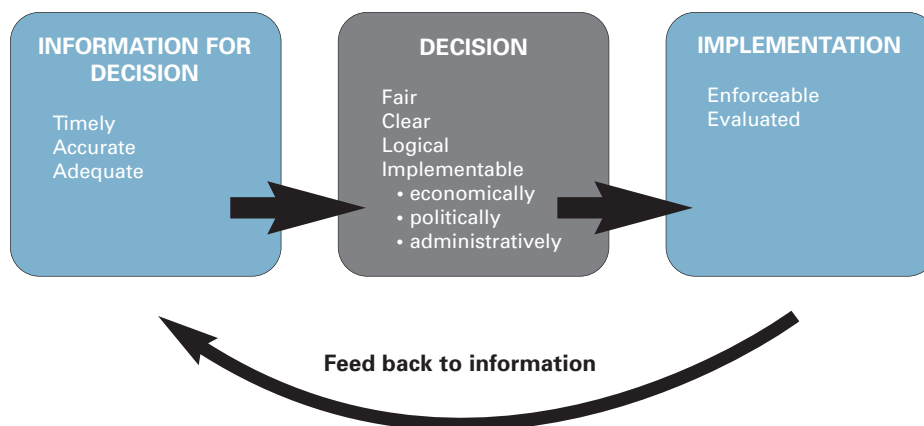 INFORMATION FOR
DECISION
Timely
Accurate
Adequate
DECISION
Fair
Clear
Logical
Implementable
• economically
• politically
• administratively
IMPLEMENTATION
Enforceable
Evaluated
Feed back to information